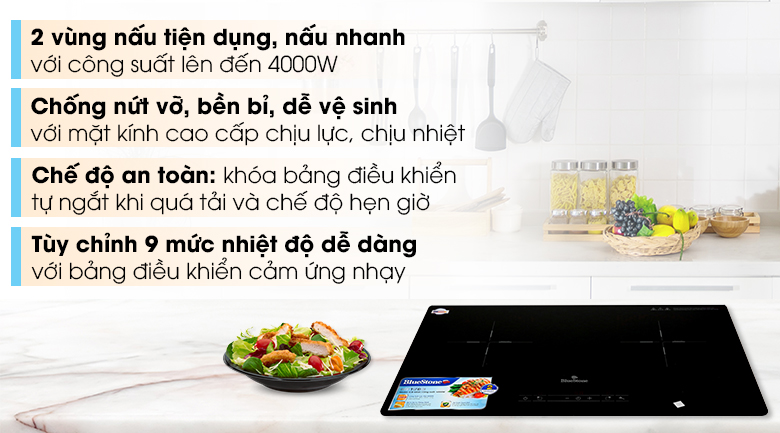 2 vùng nấu tiện dụng, nấu nhanh
với công suất lên đến 4000W
Chống nứt vỡ, bền bỉ, dễ vệ sinh
với mặt kính cao cấp chịu lực, chịu nhiệt
Chế độ an toàn: khóa bảng điều khiển
tự ngắt khi quá tải và chế độ hẹn giờ
Tùy chỉnh 9 mức nhiệt độ dễ dàng
với bảng điều khiển cảm ứng nhạy
BlueStone
BlueStone